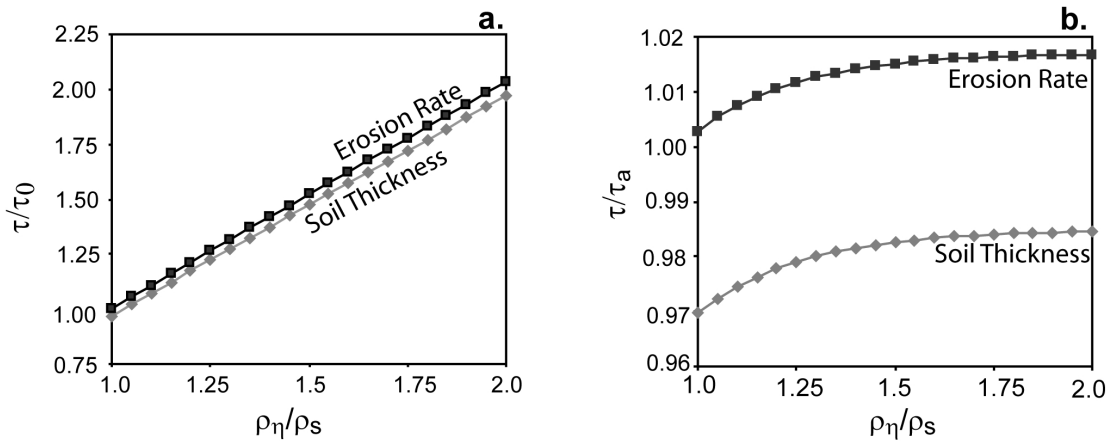 a.
2.25
2.00
1.75
1.50
1.25
1.00
0.75
τ/τ0
Erosion Rate
Soil Thickness
1.0 1.25 1.5 1.75 2.0
ρη/ρs
b.
1.02
1.01
1.00
0.99
0.98
0.97
0.96
τ/τa
Erosion Rate
Soil Thickness
1.0 1.25 1.5 1.75 2.0
ρη/ρs